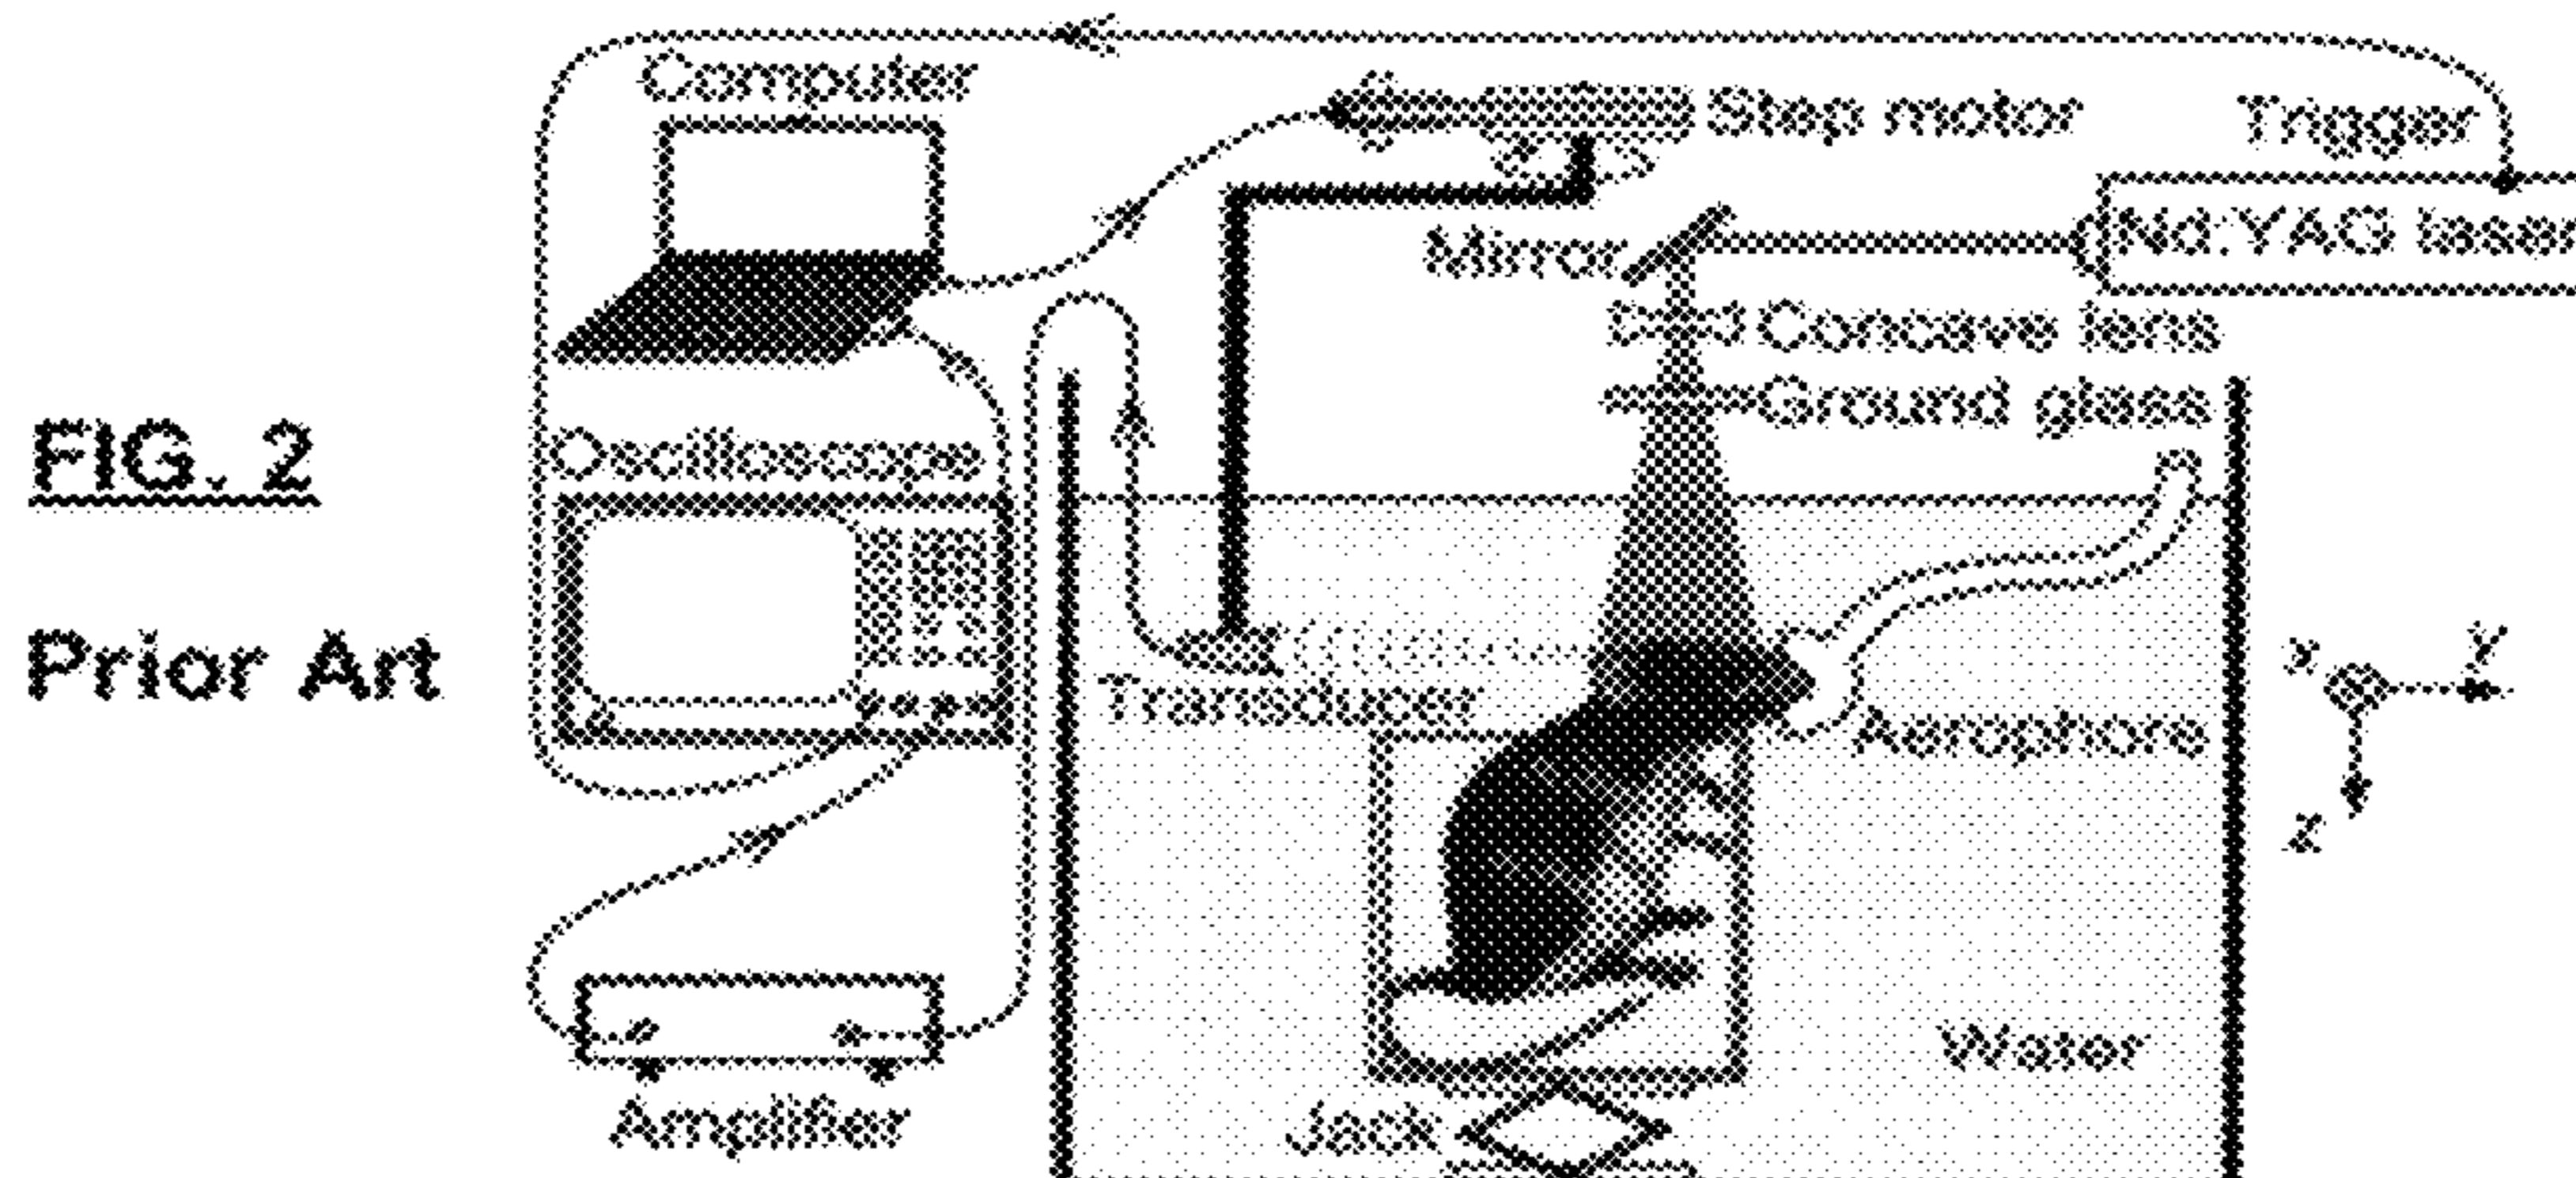 Computer
Step motor
Trigger
Mirror
Nd:YAG laser
Concave lens
Ground glass
FIG. 2
Oscilloscope
Prior Art
x
y
Transducer
Aerophore
z
Water
Amplifier
Jack